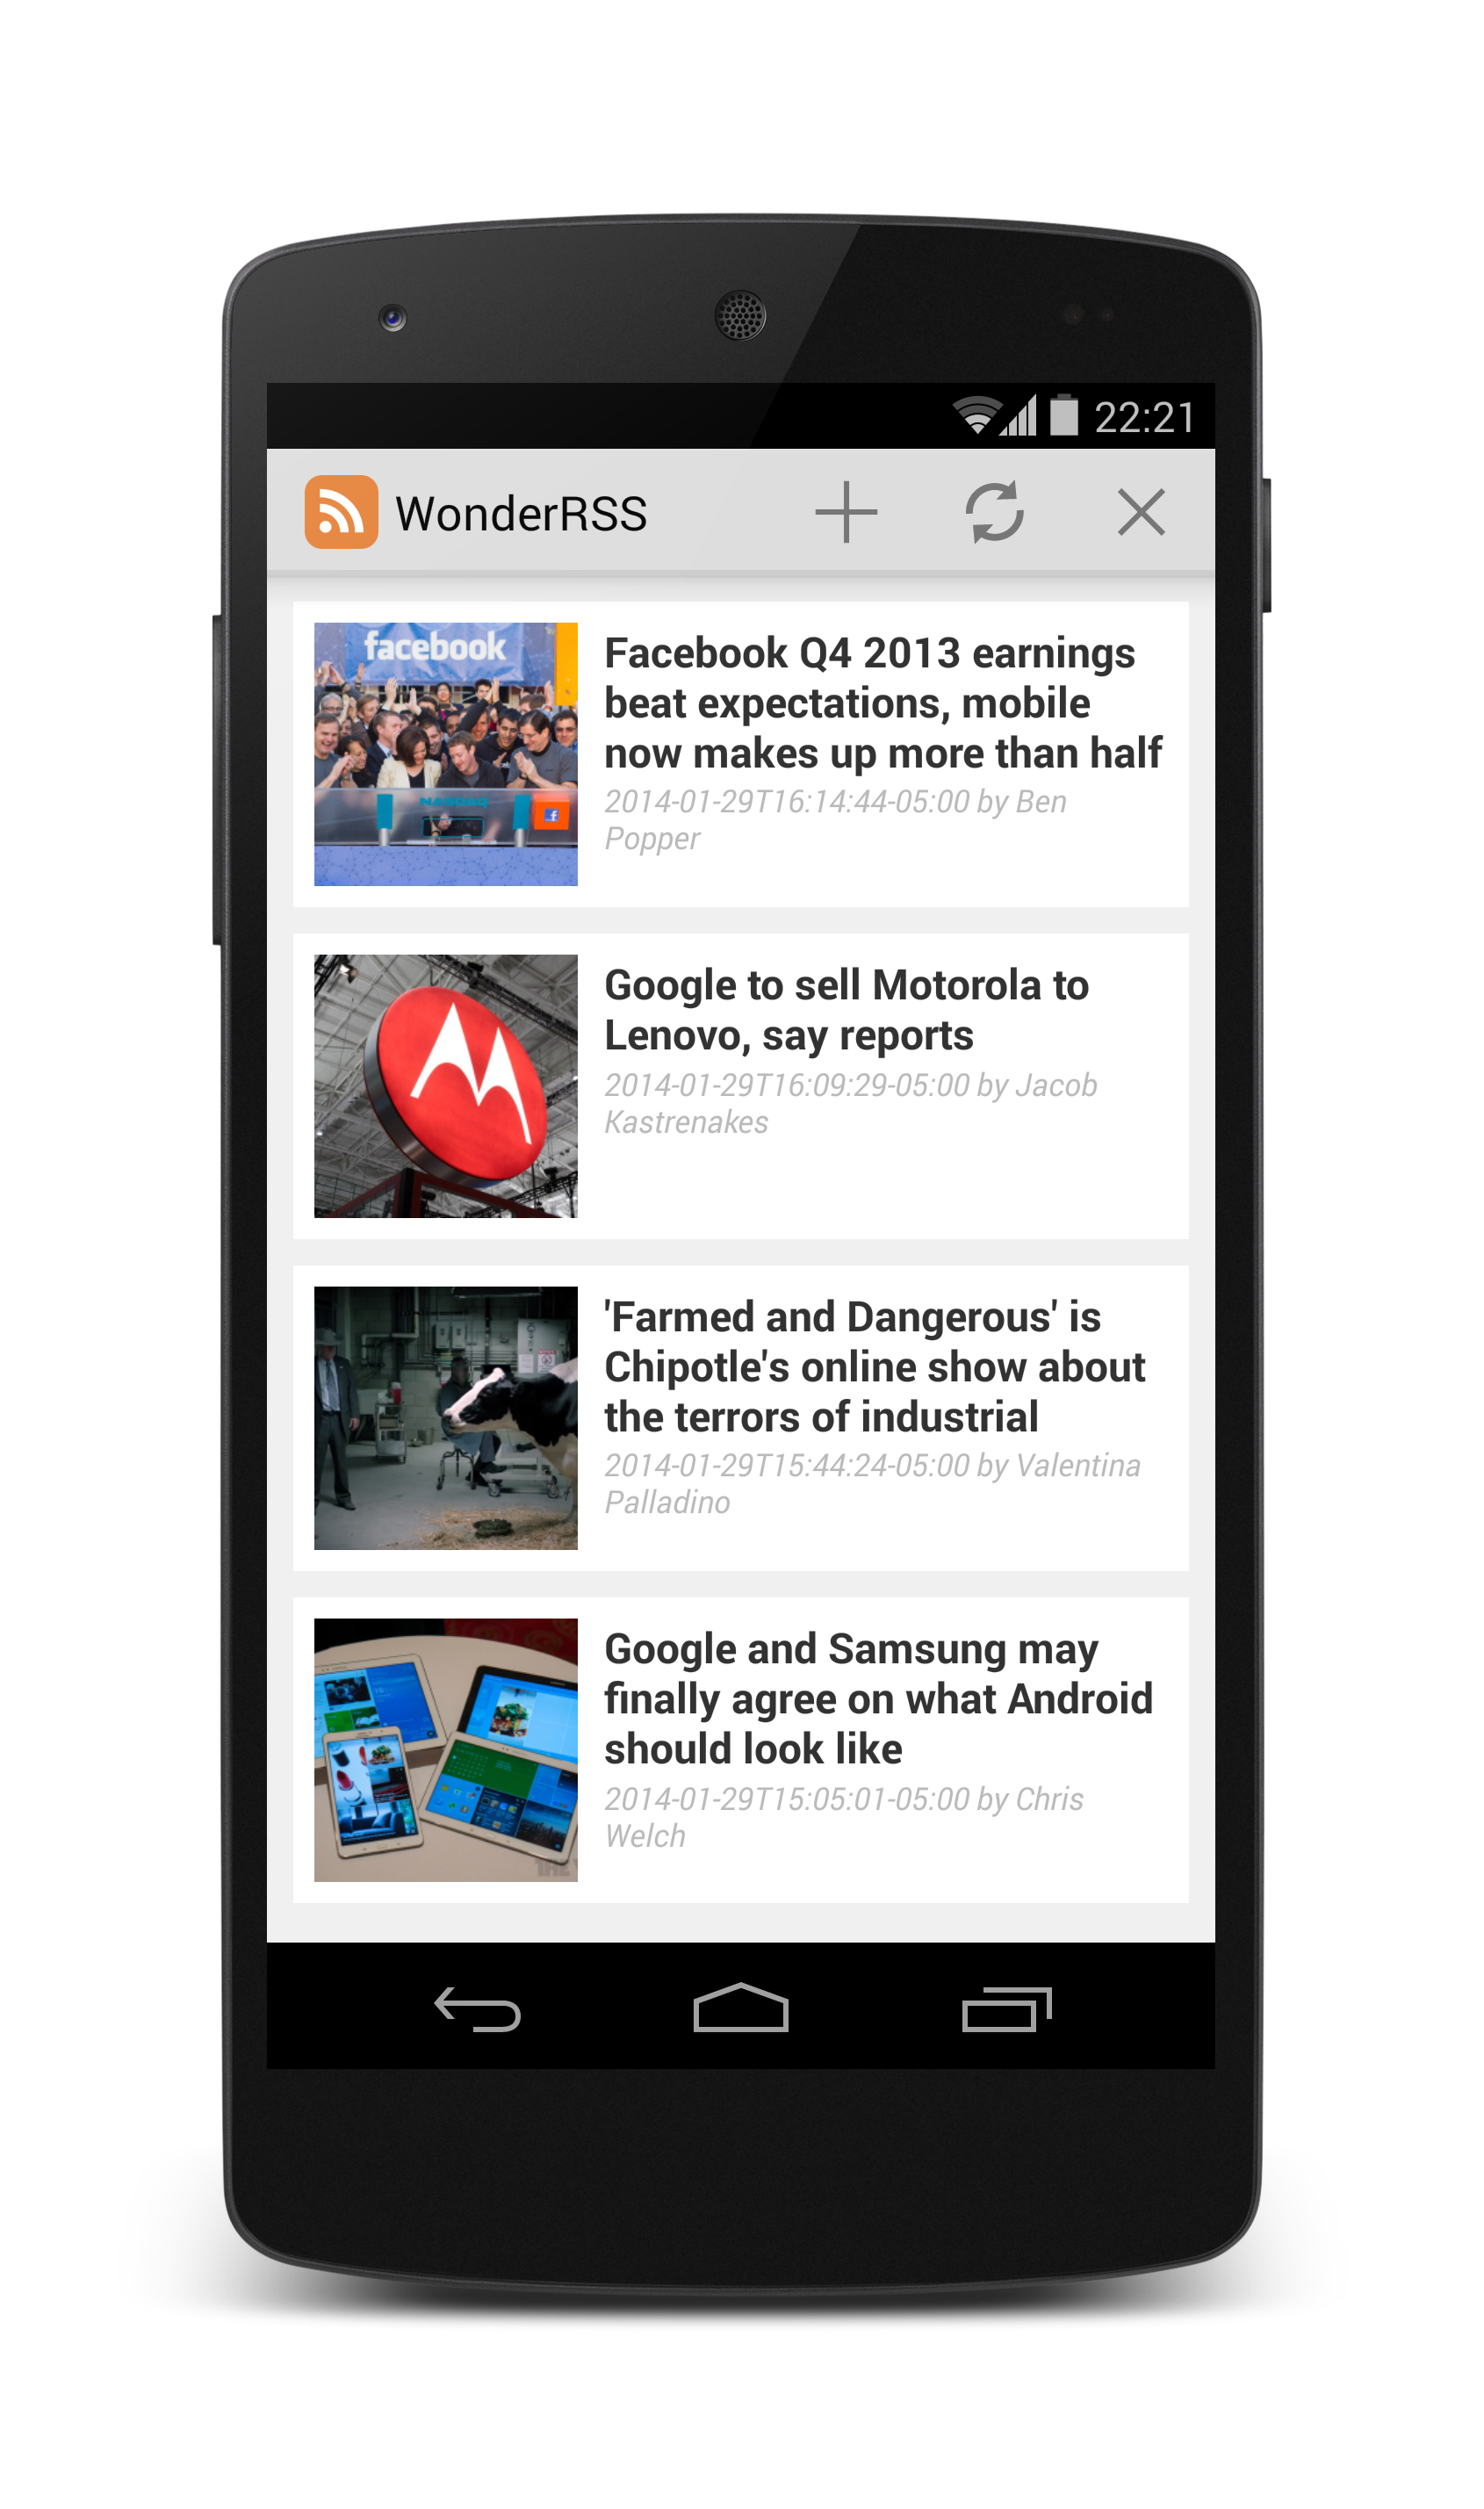 22:21
WonderRSS
facebook
NASDAQ
Facebook Q4 2013 earnings
beat expectations, mobile
now makes up more than half
2014-01-29T16:14:44-05:00 by Ben
Popper
Google to sell Motorola to
Lenovo, say reports
2014-01-29T16:09:29-05:00 by Jacob
Kastrenakes
'Farmed and Dangerous' is
Chipotle's online show about
the terrors of industrial
2014-01-29T15:44:24-05:00 by Valentina
Palladino
Google and Samsung may
finally agree on what Android
should look like
2014-01-29T15:05:01-05:00 by Chris
Welch